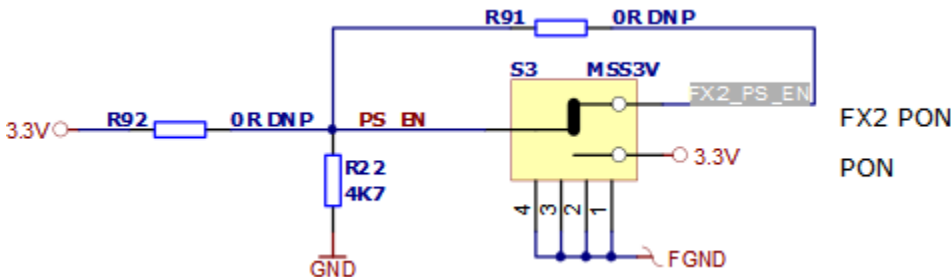 R91 0R DNP
S3 MSS3V
FX2_PS_EN
FX2 PON
3.3V R92 0R DNP PS_EN
3.3V
PON
R22
4K7
4 3 2 1
GND
FGND